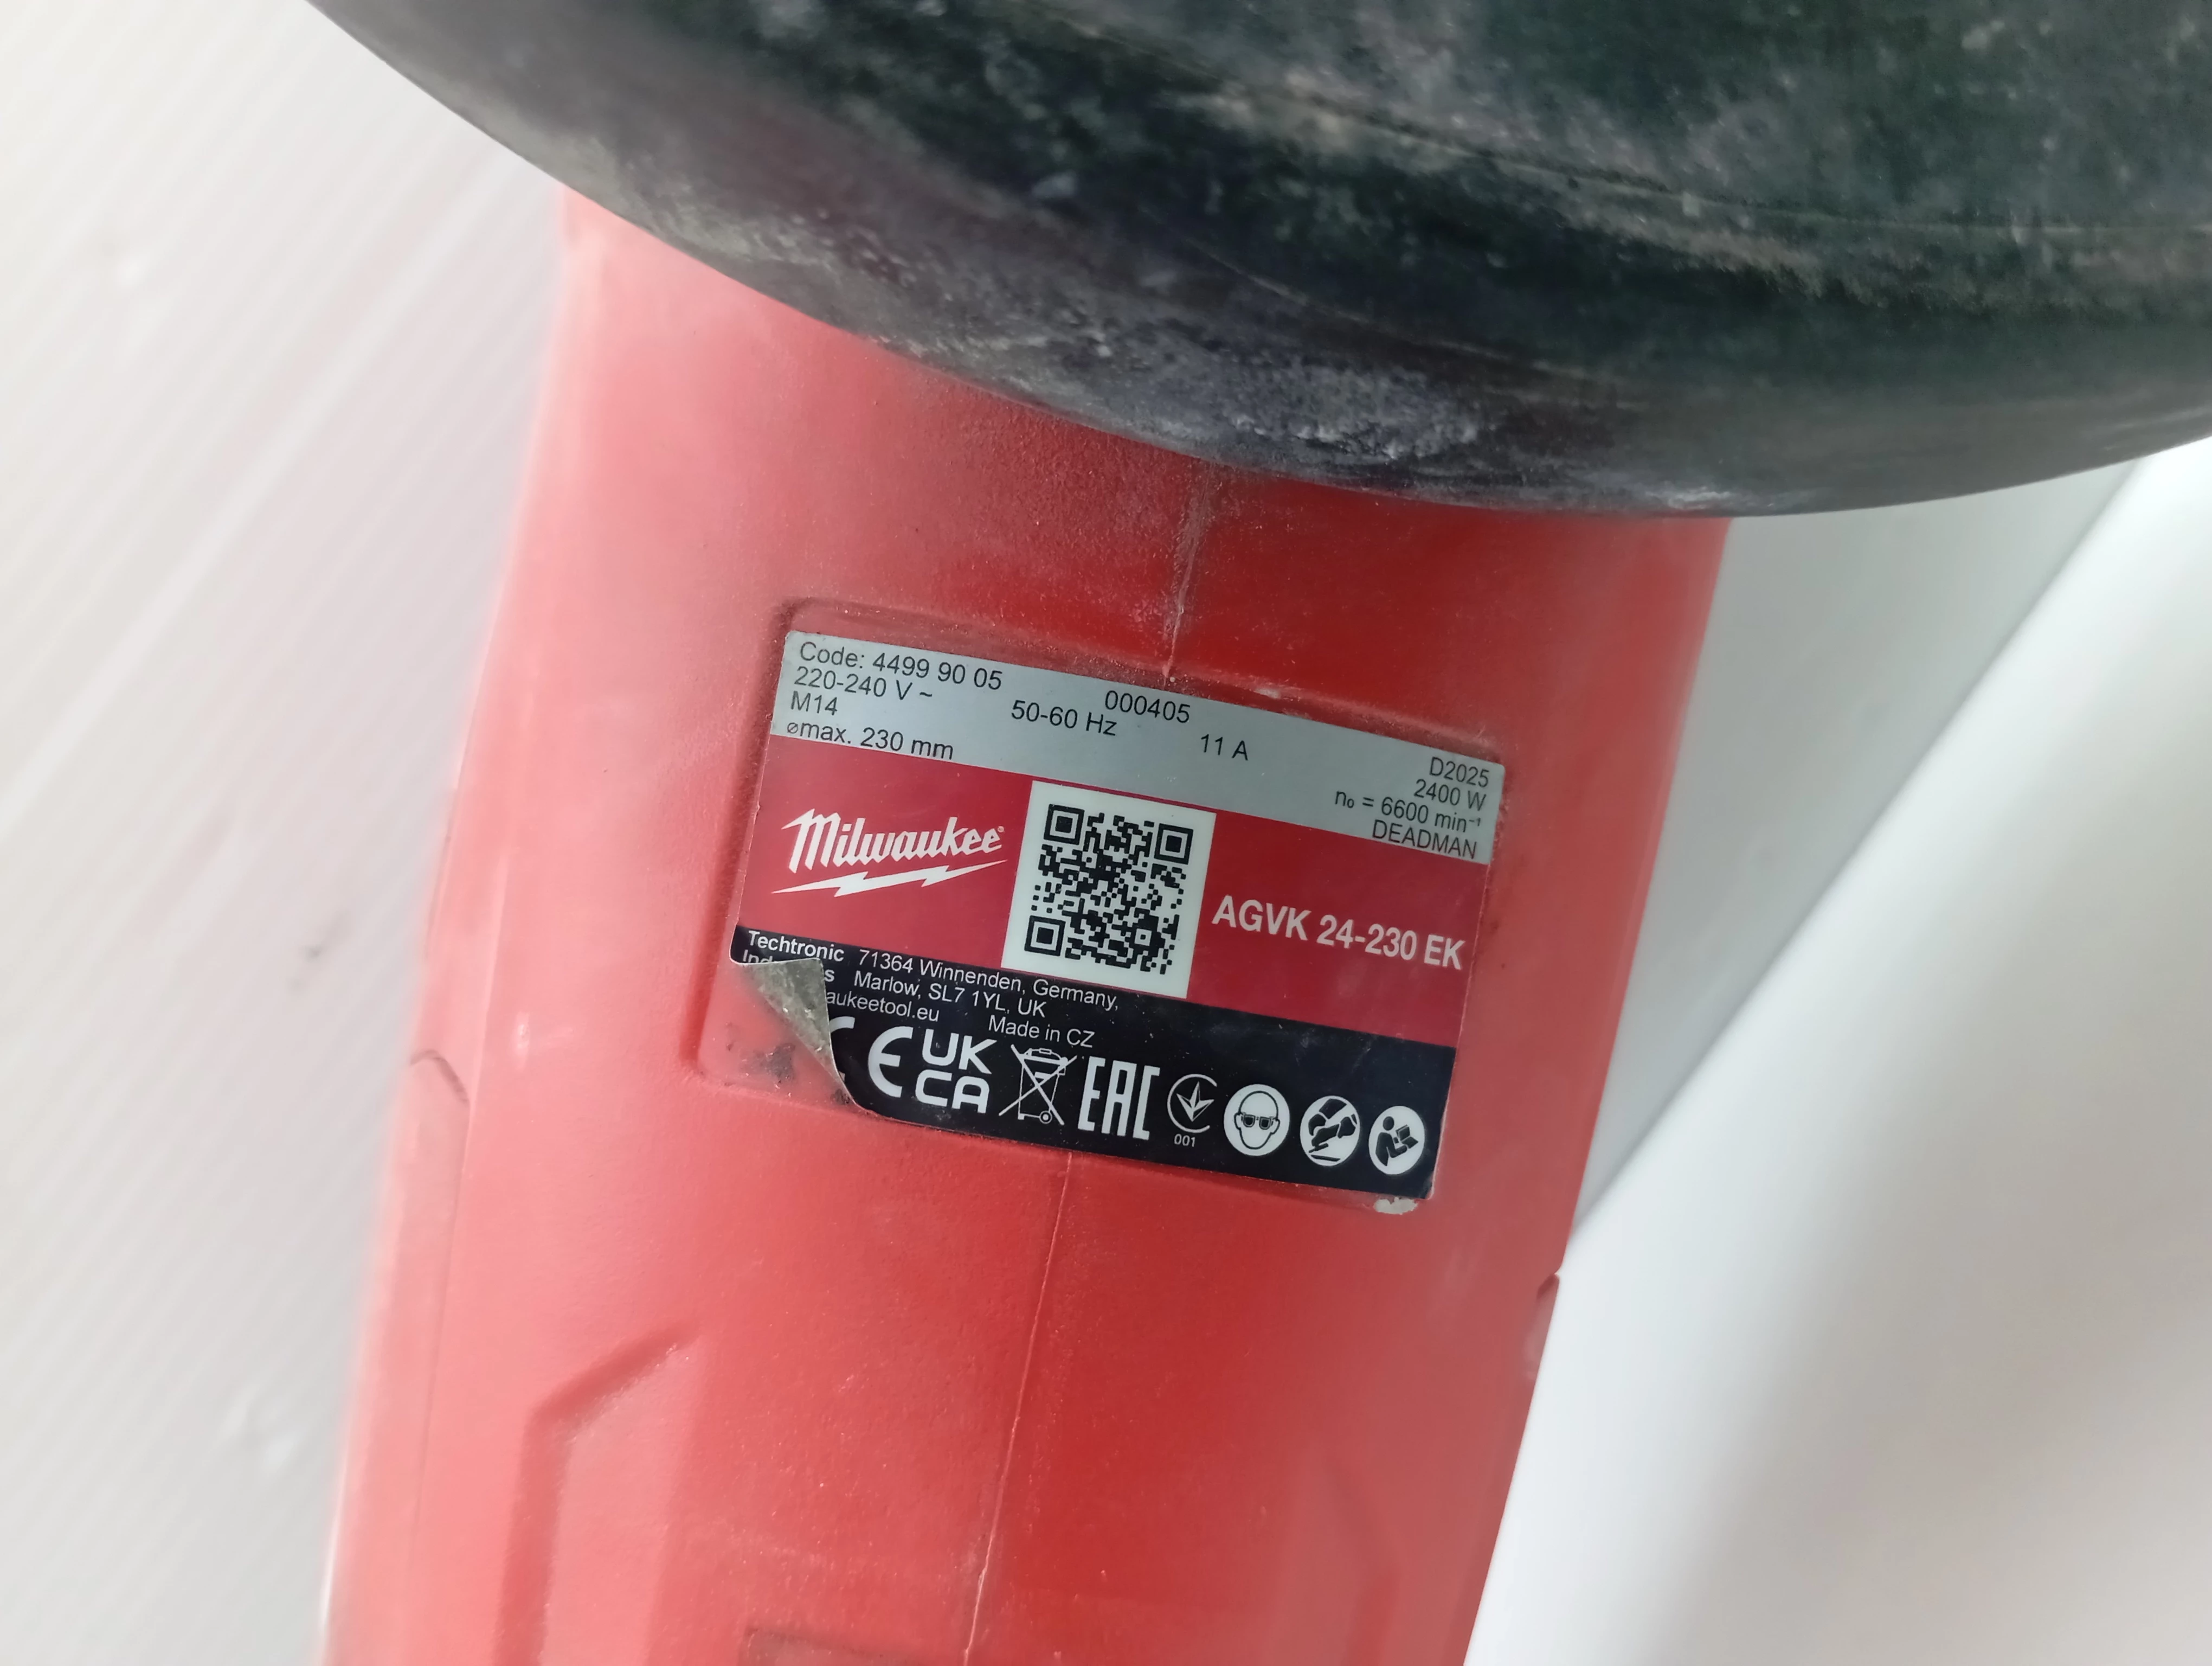 Code: 4499 90 05 000405 D2025
220-240 V ~ 50-60 Hz 11 A 2400 W
M14 n₀ = 6600 min⁻¹
⌀max. 230 mm DEADMAN
Milwaukee®
AGVK 24-230 EK
Techtronic 71364 Winnenden, Germany,
Marlow, SL7 1YL, UK
Made in CZ
CE UK CA EAC
001